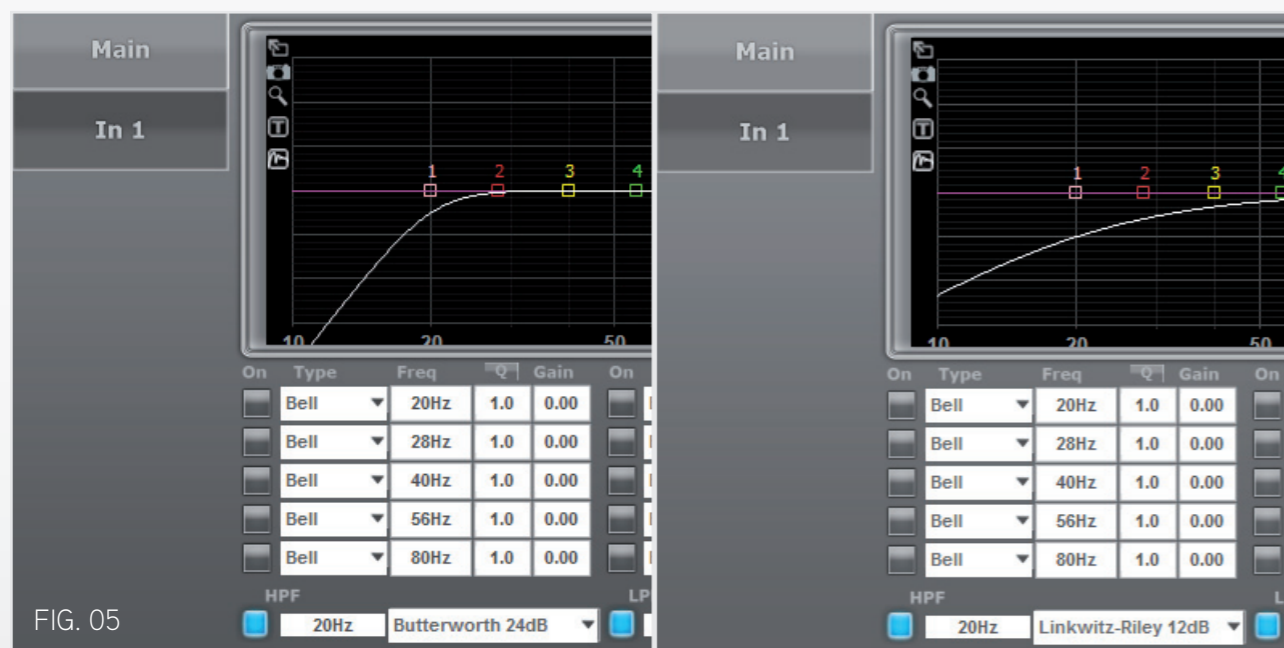 Main
In 1
1 2 3 4
10 20 50
On Type Freq Q Gain On
Bell 20Hz 1.0 0.00
Bell 28Hz 1.0 0.00
Bell 40Hz 1.0 0.00
Bell 56Hz 1.0 0.00
Bell 80Hz 1.0 0.00
HPF
20Hz Butterworth 24dB
FIG. 05
Main
In 1
1 2 3 4
10 20 50
On Type Freq Q Gain On
Bell 20Hz 1.0 0.00
Bell 28Hz 1.0 0.00
Bell 40Hz 1.0 0.00
Bell 56Hz 1.0 0.00
Bell 80Hz 1.0 0.00
HPF
20Hz Linkwitz-Riley 12dB